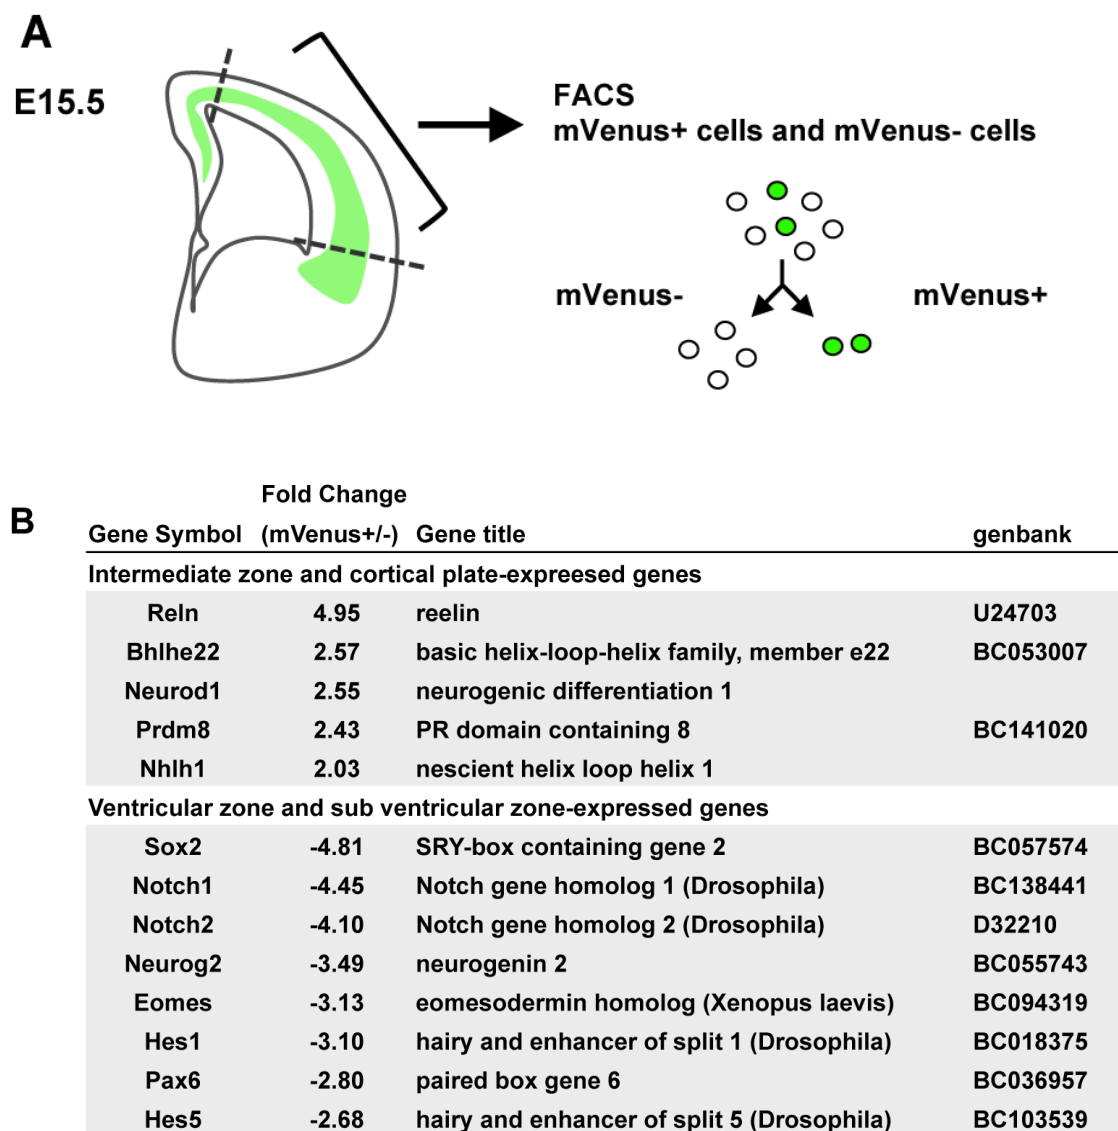 A
E15.5
FACS
mVenus+ cells and mVenus- cells
mVenus-
mVenus+
B
Fold Change
Gene Symbol (mVenus+/-) Gene title genbank
Intermediate zone and cortical plate-expreesed genes
Reln 4.95 reelin U24703
Bhlhe22 2.57 basic helix-loop-helix family, member e22 BC053007
Neurod1 2.55 neurogenic differentiation 1
Prdm8 2.43 PR domain containing 8 BC141020
Nhlh1 2.03 nescient helix loop helix 1
Ventricular zone and sub ventricular zone-expressed genes
Sox2 -4.81 SRY-box containing gene 2 BC057574
Notch1 -4.45 Notch gene homolog 1 (Drosophila) BC138441
Notch2 -4.10 Notch gene homolog 2 (Drosophila) D32210
Neurog2 -3.49 neurogenin 2 BC055743
Eomes -3.13 eomesodermin homolog (Xenopus laevis) BC094319
Hes1 -3.10 hairy and enhancer of split 1 (Drosophila) BC018375
Pax6 -2.80 paired box gene 6 BC036957
Hes5 -2.68 hairy and enhancer of split 5 (Drosophila) BC103539